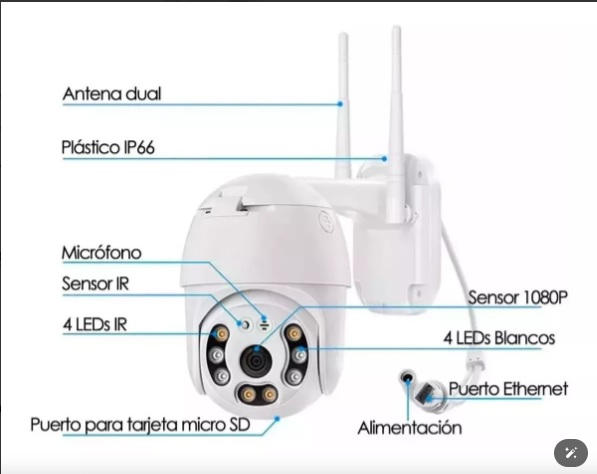 Antena dual
Plástico IP66
Micrófono
Sensor IR
Sensor 1080P
4 LEDs IR
4 LEDs Blancos
Puerto Ethernet
Puerto para tarjeta micro SD
Alimentación